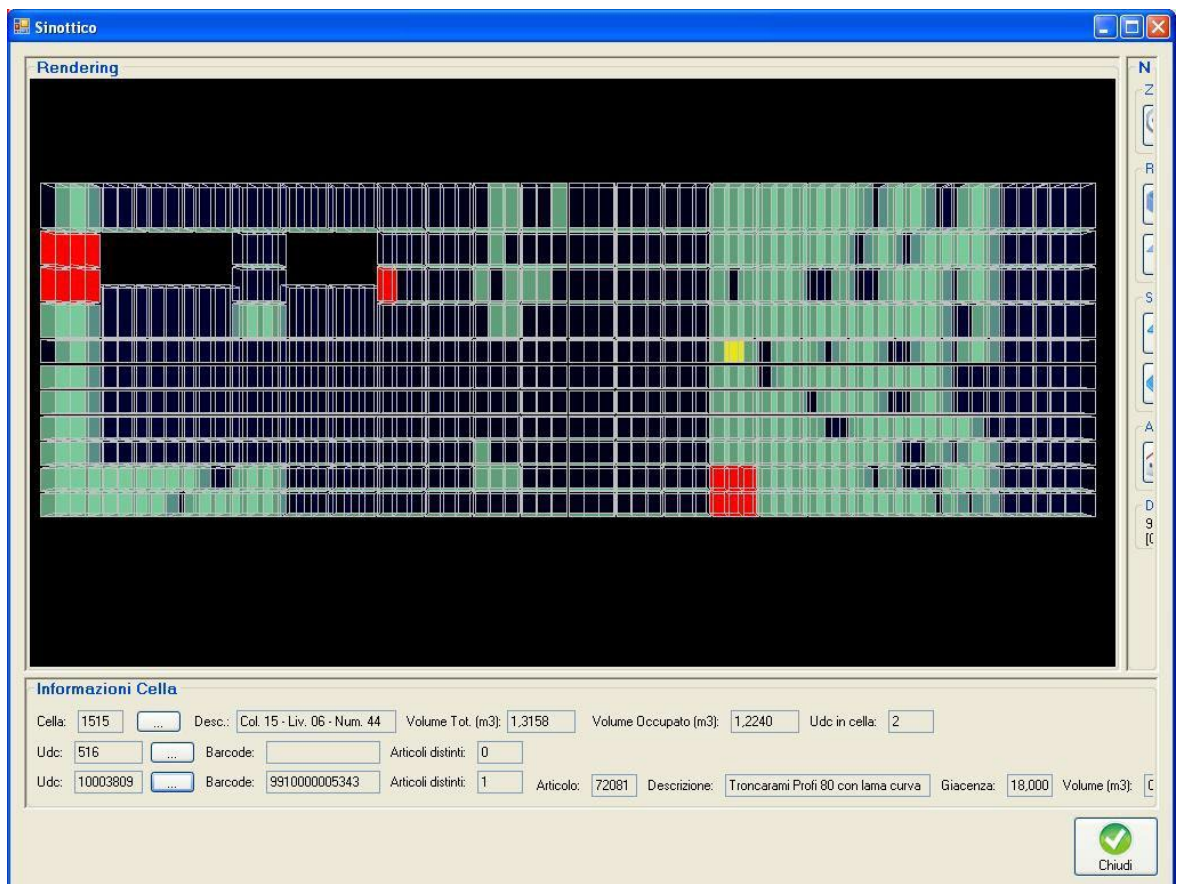 Sinottico
Rendering
N
Z
R
S
A
D
9
[0
Informazioni Cella
Cella: 1515 ... Desc.: Col. 15 - Liv. 06 - Num. 44 Volume Tot. (m3): 1,3158 Volume Occupato (m3): 1,2240 Udc in cella: 2
Udc: 516 ... Barcode: Articoli distinti: 0
Udc: 10003809 ... Barcode: 9910000005343 Articoli distinti: 1 Articolo: 72081 Descrizione: Troncarami Profi 80 con lama curva Giacenza: 18,000 Volume (m3):
Chiudi